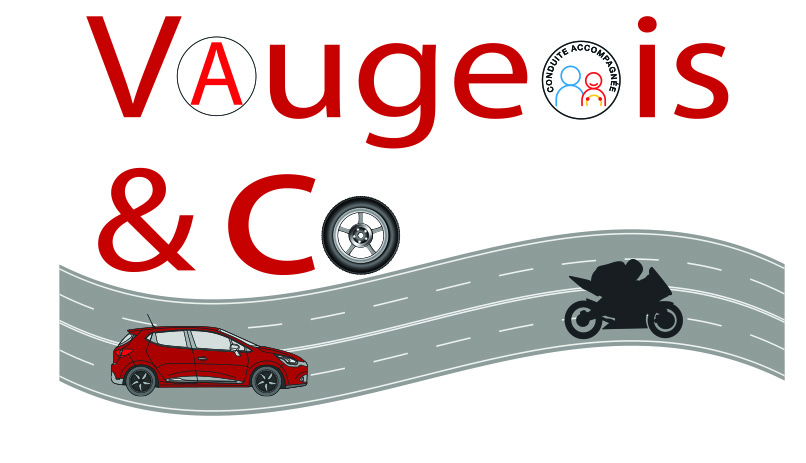 Vaugeois
CONDUITE ACCOMPAGNÉE
& Co